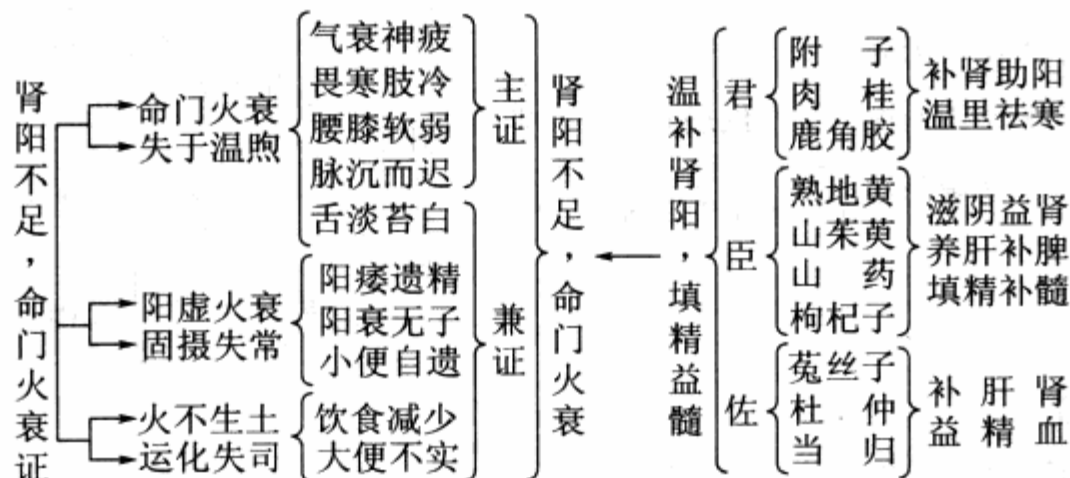 肾阳不足，命门火衰证
命门火衰
失于温煦
气衰神疲
畏寒肢冷
腰膝软弱
脉沉而迟
舌淡苔白
阳虚火衰
固摄失常
阳痿遗精
阳衰无子
小便自遗
火不生土
运化失司
饮食减少
大便不实
主证
兼证
肾阳不足，命门火衰
温补肾阳，填精益髓
君
附子
肉桂
鹿角胶
补肾助阳
温里祛寒
臣
熟地黄
山茱萸
山药
枸杞子
滋阴益肾
养肝补脾
填精补髓
佐
菟丝子
杜仲
当归
补肝肾
益精血